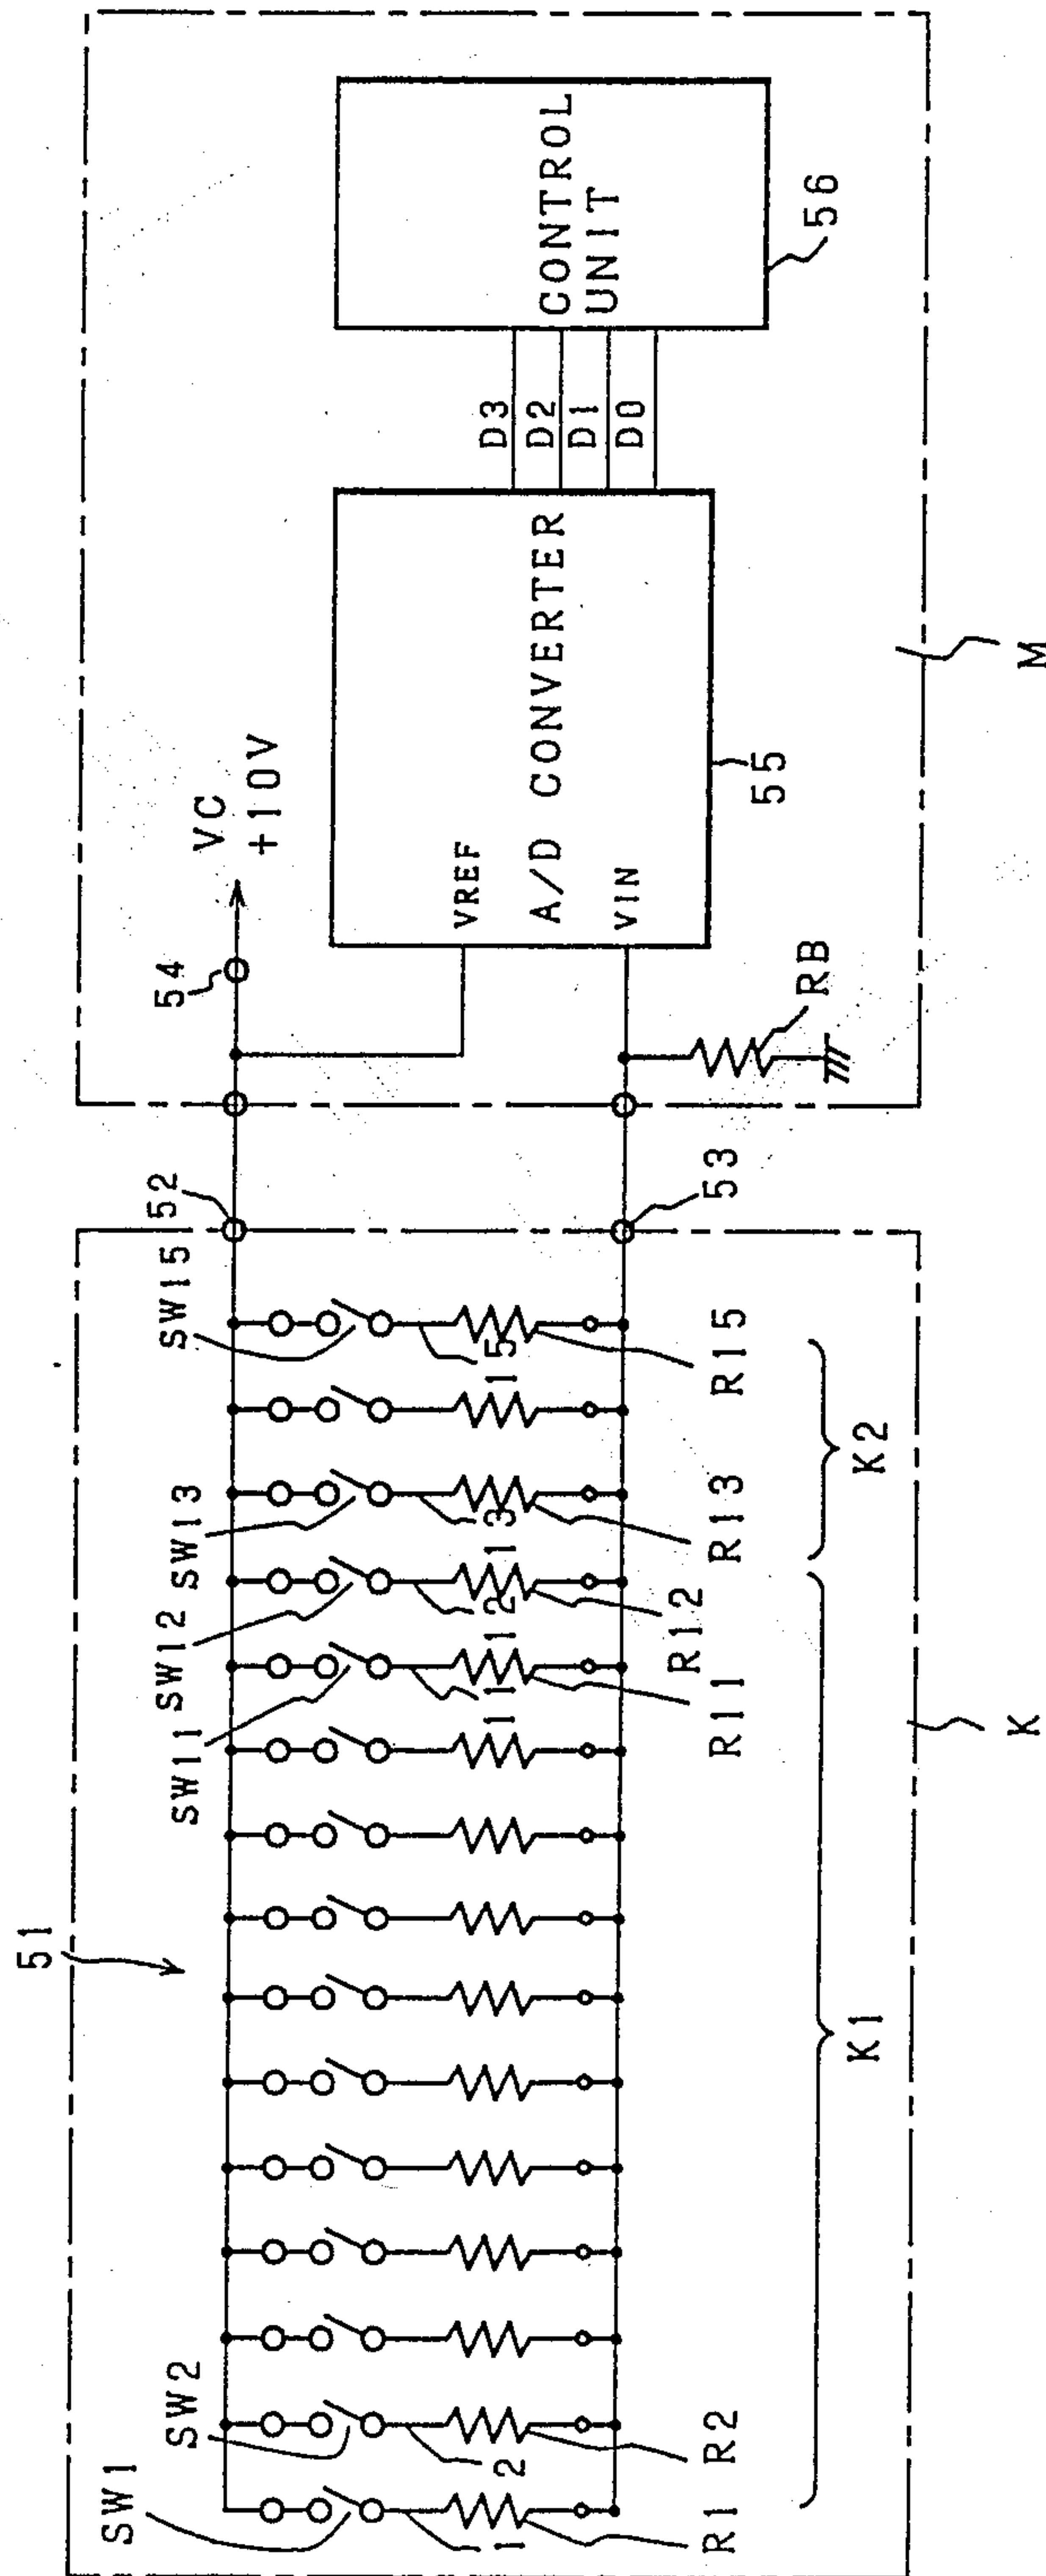 51
SW1
SW2
SW11
SW12
SW13
SW15
52
54
VC
+10V
1
2
11
12
13
15
R1
R2
R11
R12
R13
R15
53
K1
K2
K
VREF
A/D CONVERTER
VIN
55
RB
D3
D2
D1
D0
CONTROL
UNIT
56
M